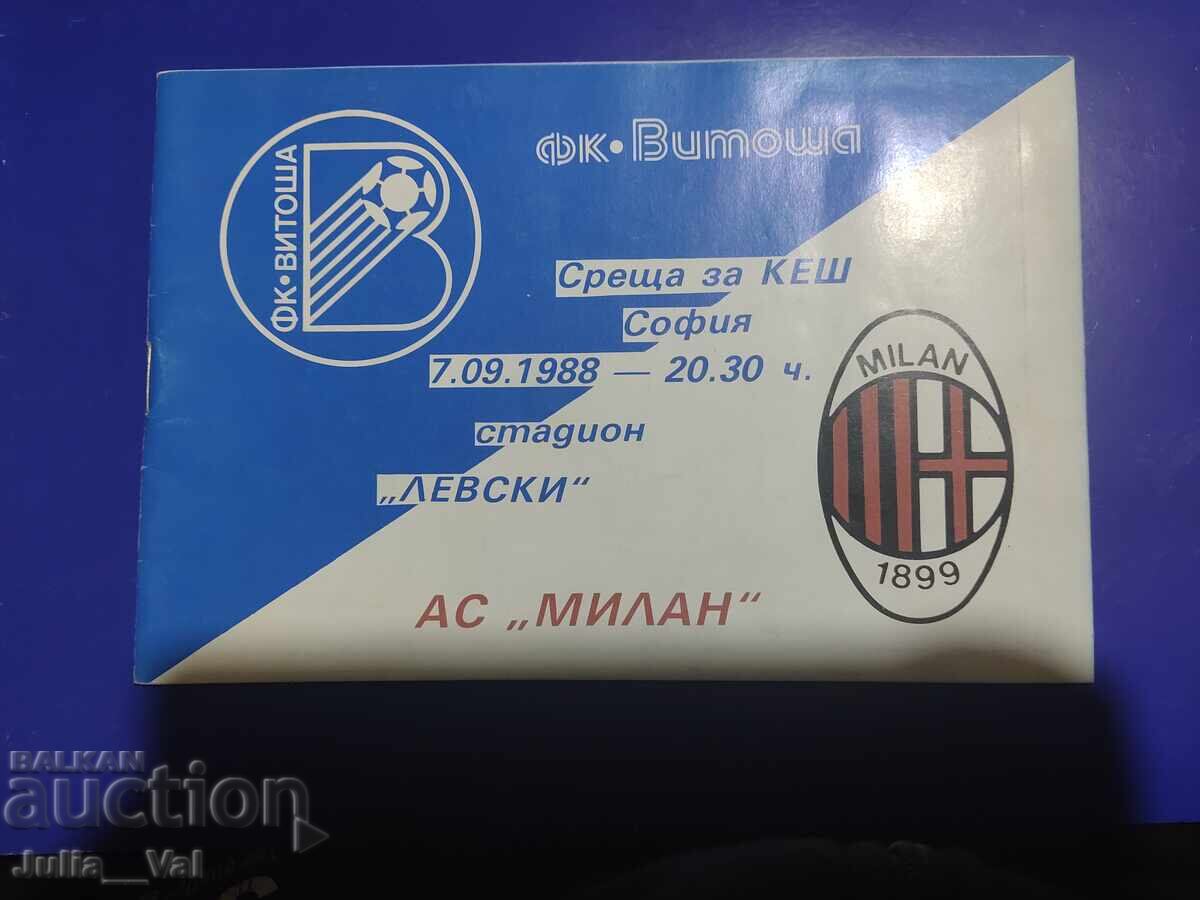 ФК•ВИТОША
ФК•Витоша
Среща за КЕШ
София
7.09.1988 — 20.30 ч.
стадион
„ЛЕВСКИ“
АС „МИЛАН“
MILAN
1899
BALKAN
auction
Julia__Val